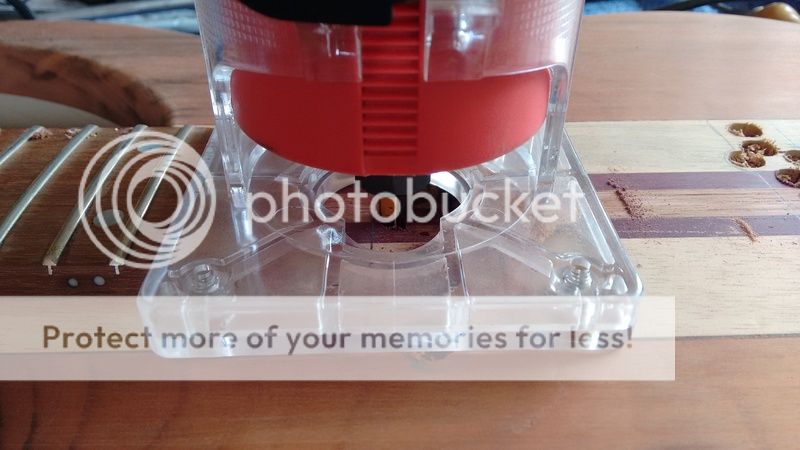 photobucket
Protect more of your memories for less!